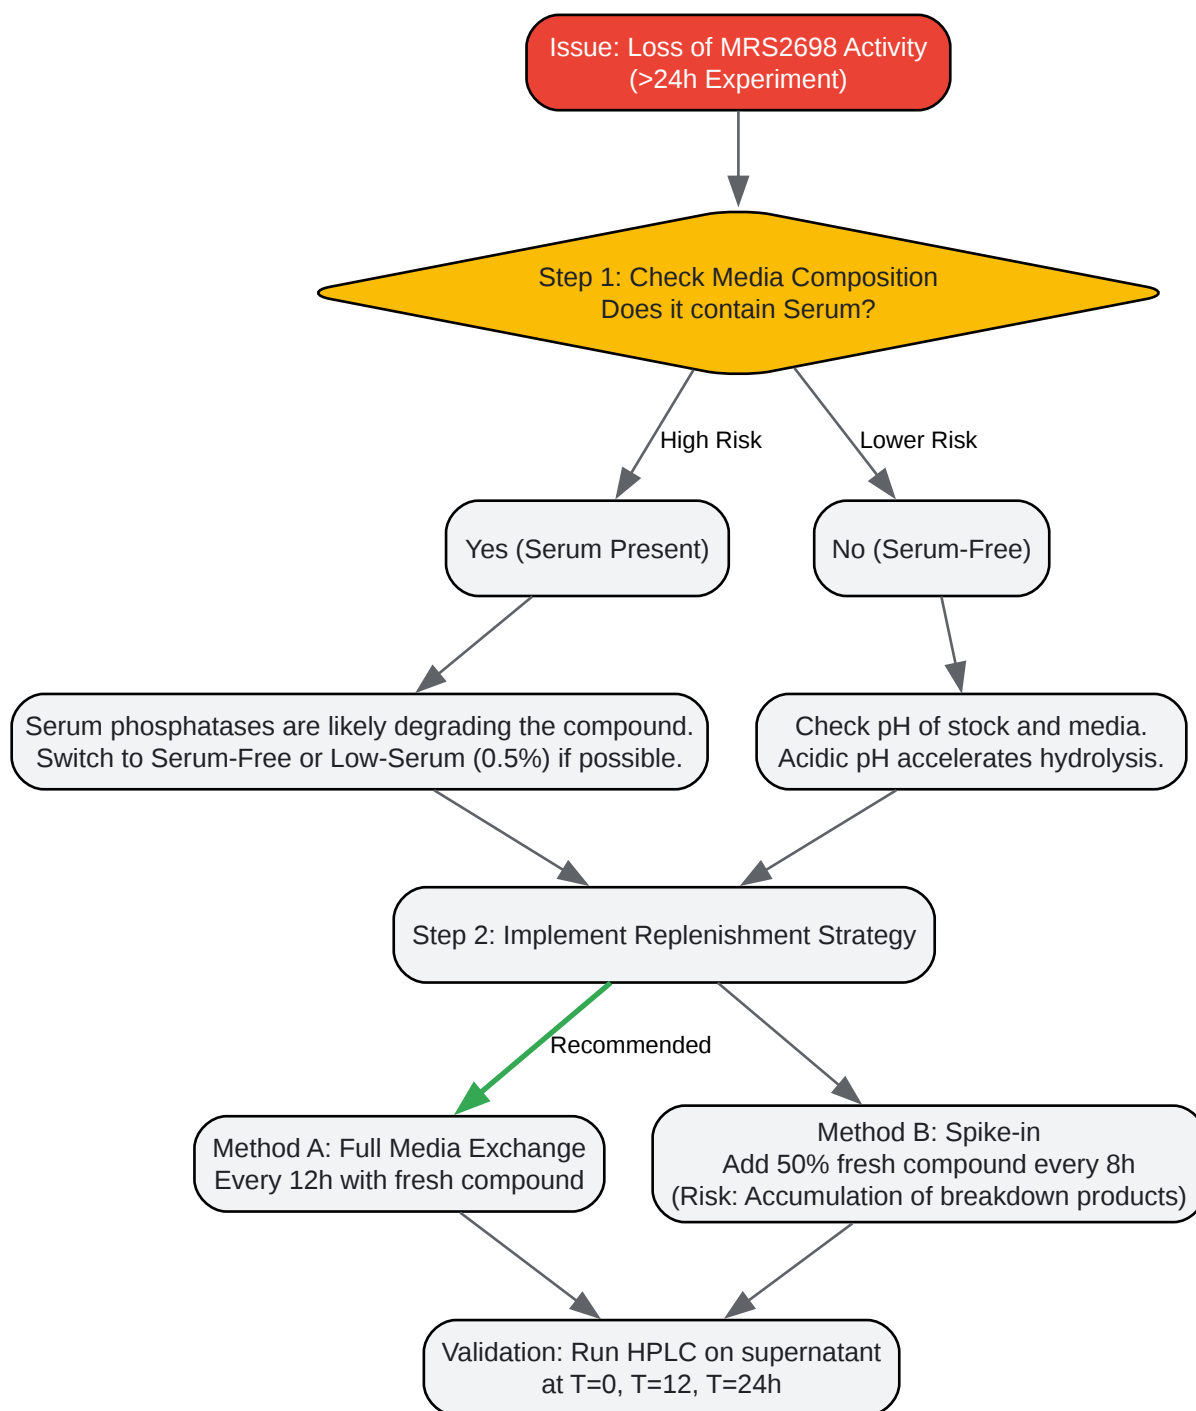 Issue: Loss of MRS2698 Activity
(>24h Experiment)
Step 1: Check Media Composition
Does it contain Serum?
High Risk
Lower Risk
Yes (Serum Present)
No (Serum-Free)
Serum phosphatases are likely degrading the compound.
Switch to Serum-Free or Low-Serum (0.5%) if possible.
Check pH of stock and media.
Acidic pH accelerates hydrolysis.
Step 2: Implement Replenishment Strategy
Recommended
Method A: Full Media Exchange
Every 12h with fresh compound
Method B: Spike-in
Add 50% fresh compound every 8h
(Risk: Accumulation of breakdown products)
Validation: Run HPLC on supernatant
at T=0, T=12, T=24h